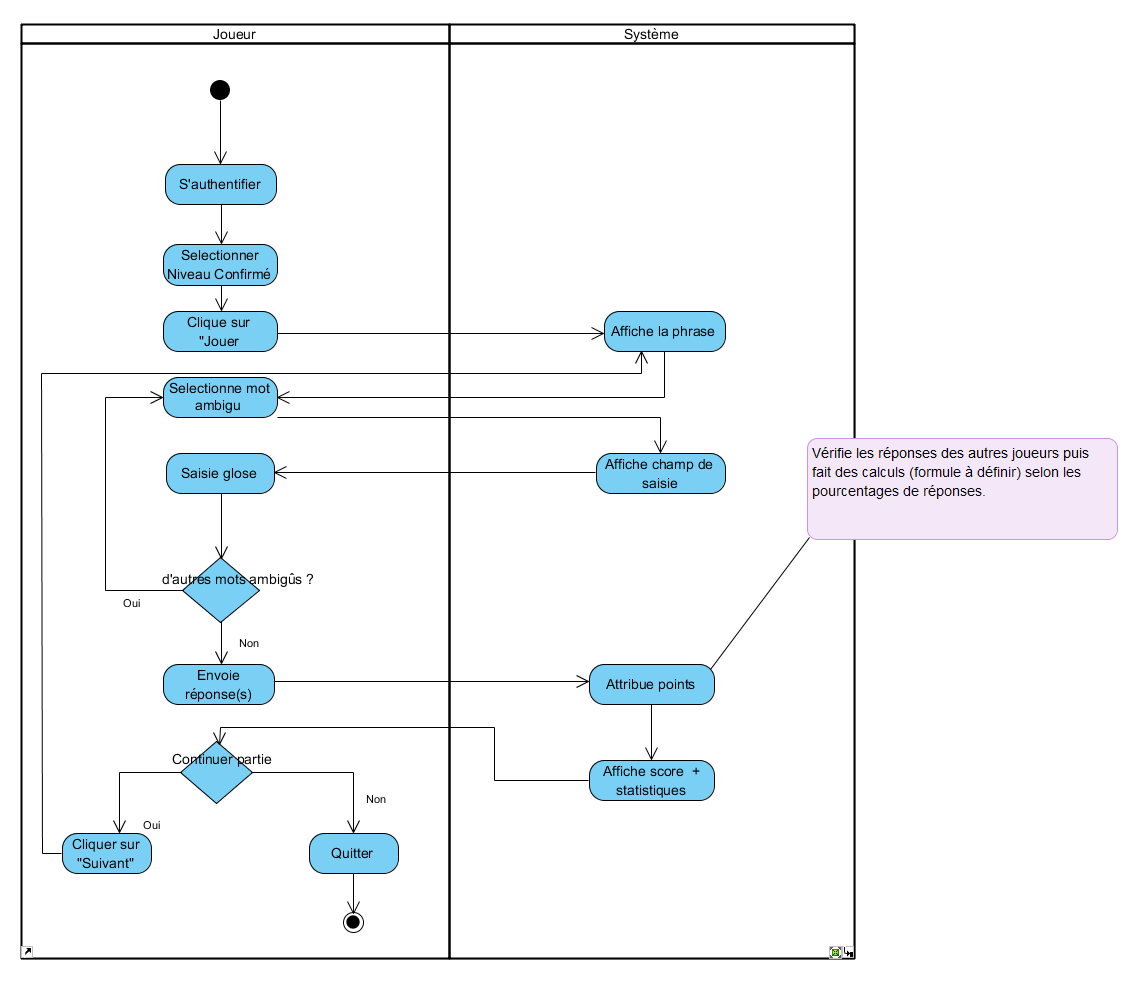 Joueur
Système
S'authentifier
Selectionner
Niveau Confirmé
Clique sur
"Jouer
Affiche la phrase
Selectionne mot
ambigu
Saisie glose
Affiche champ de
saisie
Vérifie les réponses des autres joueurs puis
fait des calculs (formule à définir) selon les
pourcentages de réponses.
d'autres mots ambigûs ?
Oui
Non
Envoie
réponse(s)
Attribue points
Continuer partie
Affiche score +
statistiques
Non
Oui
Cliquer sur
"Suivant"
Quitter